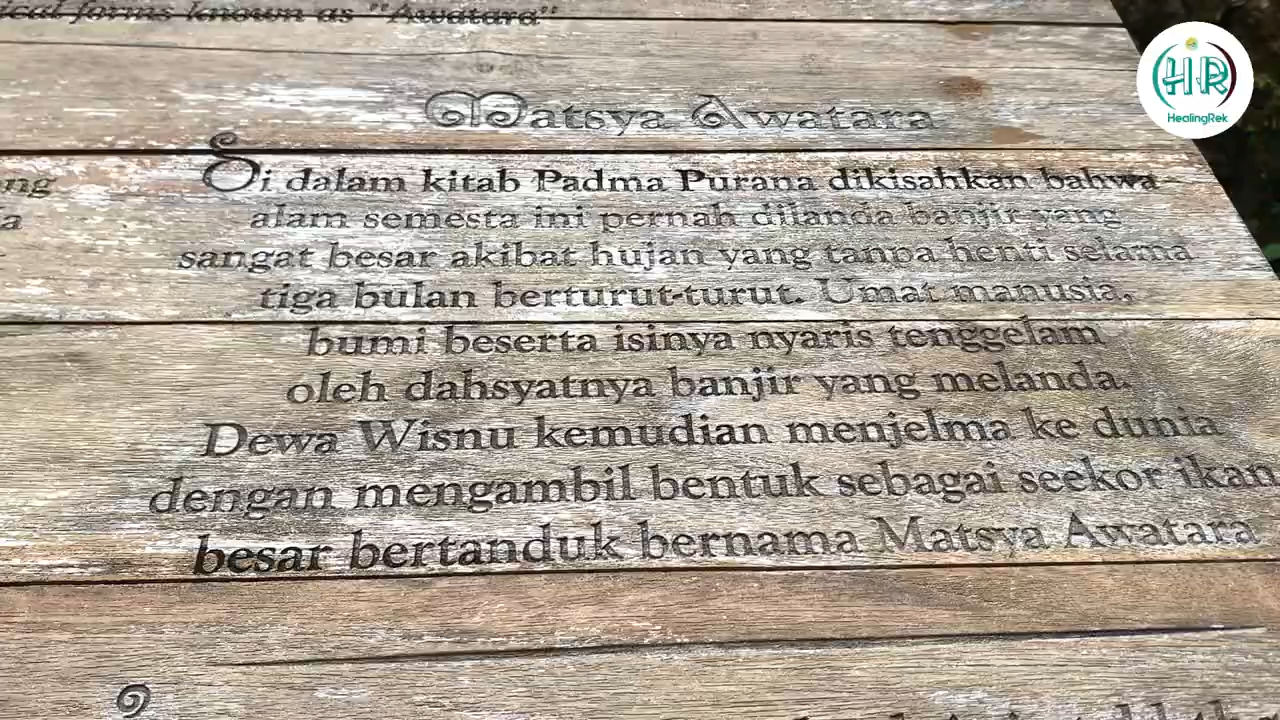 ical forms known as "Awatara"
Matsya Awatara
ng
a
Di dalam kitab Padma Purana dikisahkan bahwa
alam semesta ini pernah dilanda banjir yang
sangat besar akibat hujan yang tanpa henti selama
tiga bulan berturut-turut. Umat manusia,
bumi beserta isinya nyaris tenggelam
oleh dahsyatnya banjir yang melanda.
Dewa Wisnu kemudian menjelma ke dunia
dengan mengambil bentuk sebagai seekor ikan
besar bertanduk bernama Matsya Awatara
HR
HealingRek